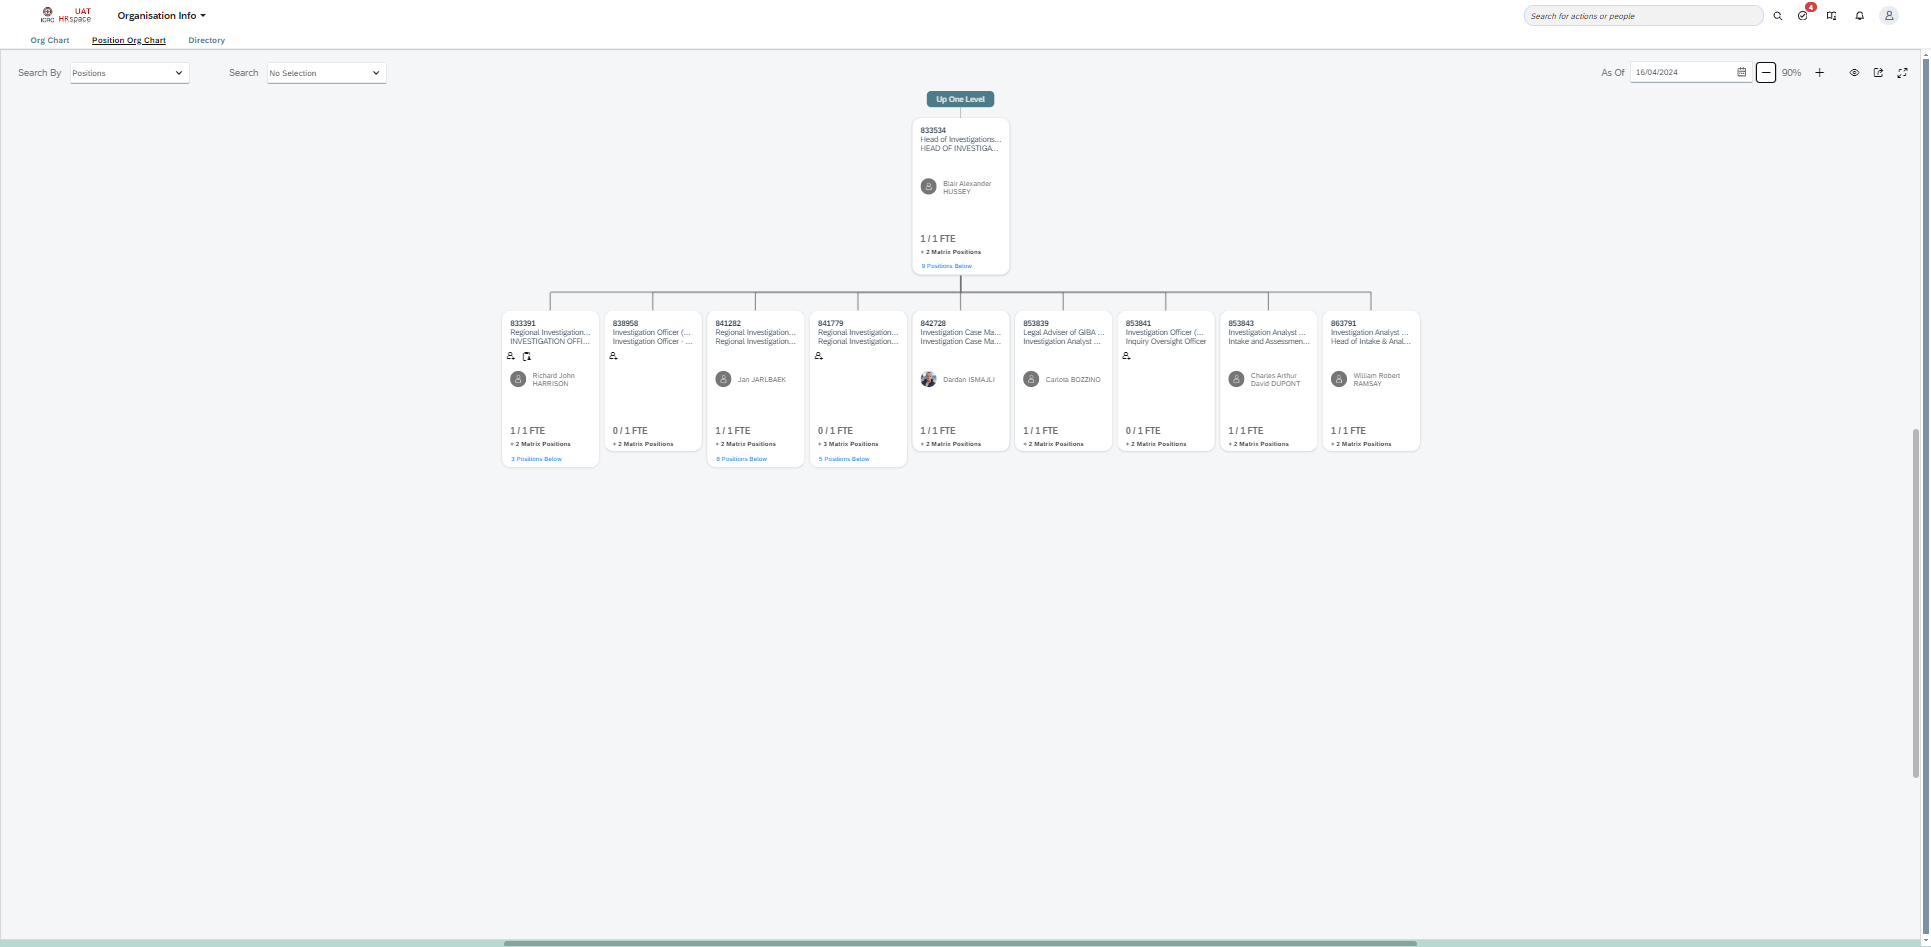 ICRC
UAT
HRspace
Organisation Info
Search for actions or people
4
Org Chart
Position Org Chart
Directory
Search By
Positions
Search
No Selection
As Of
16/04/2024
90%
Up One Level
833534
Head of Investigations...
HEAD OF INVESTIGA...
Blair Alexander
HUSSEY
1 / 1 FTE
+ 2 Matrix Positions
9 Positions Below
833391
Regional Investigation...
INVESTIGATION OFFI...
Richard John
HARRISON
1 / 1 FTE
+ 2 Matrix Positions
3 Positions Below
838958
Investigation Officer (...
Investigation Officer - ...
0 / 1 FTE
+ 2 Matrix Positions
841282
Regional Investigation...
Regional Investigation...
Jan JARLBAEK
1 / 1 FTE
+ 2 Matrix Positions
8 Positions Below
841779
Regional Investigation...
Regional Investigation...
0 / 1 FTE
+ 3 Matrix Positions
5 Positions Below
842728
Investigation Case Ma...
Investigation Case Ma...
Dardan ISMAJLI
1 / 1 FTE
+ 2 Matrix Positions
853839
Legal Adviser of GIBA ...
Investigation Analyst ...
Carlota BOZZINO
1 / 1 FTE
+ 2 Matrix Positions
853841
Investigation Officer (...
Inquiry Oversight Officer
0 / 1 FTE
+ 2 Matrix Positions
853843
Investigation Analyst ...
Intake and Assessmen...
Charles Arthur
David DUPONT
1 / 1 FTE
+ 2 Matrix Positions
863791
Investigation Analyst ...
Head of Intake & Anal...
William Robert
RAMSAY
1 / 1 FTE
+ 2 Matrix Positions